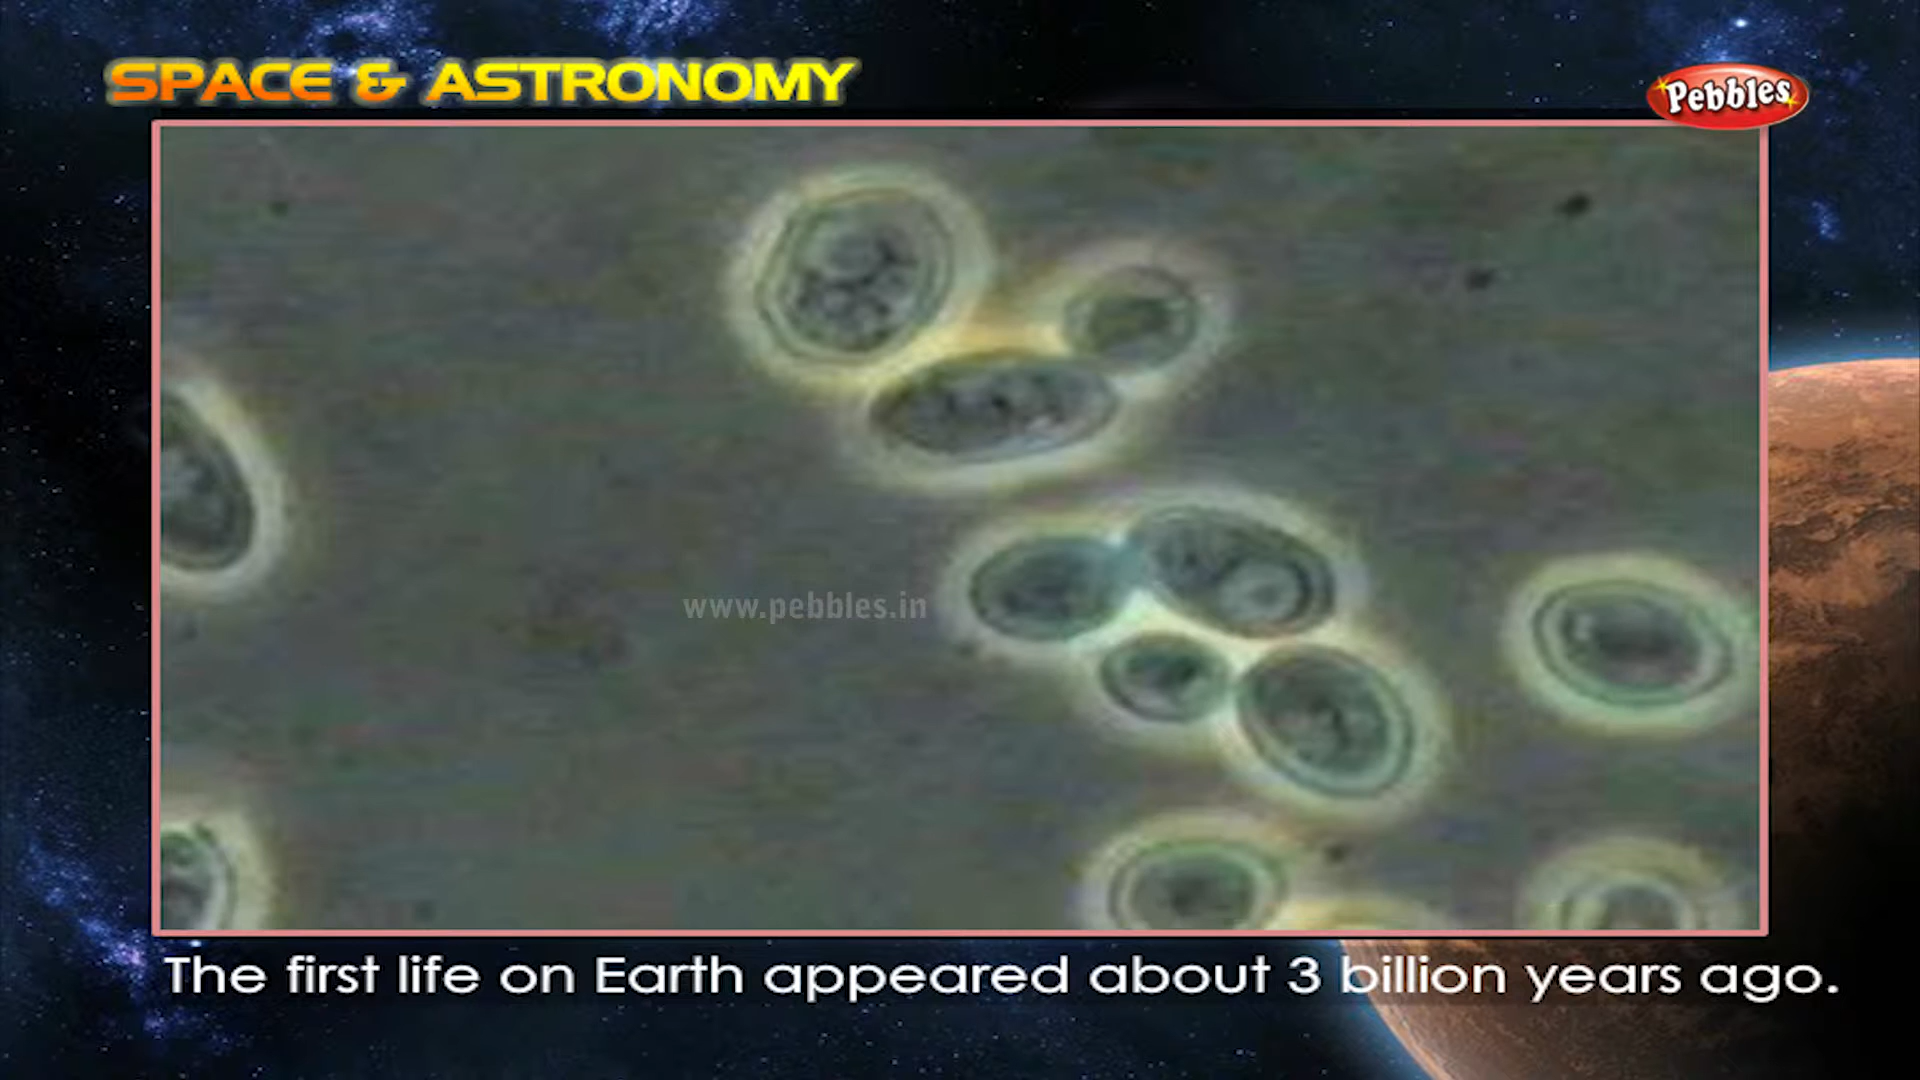 SPACE & ASTRONOMY
Pebbles
www.pebbles.in
The first life on Earth appeared about 3 billion years ago.